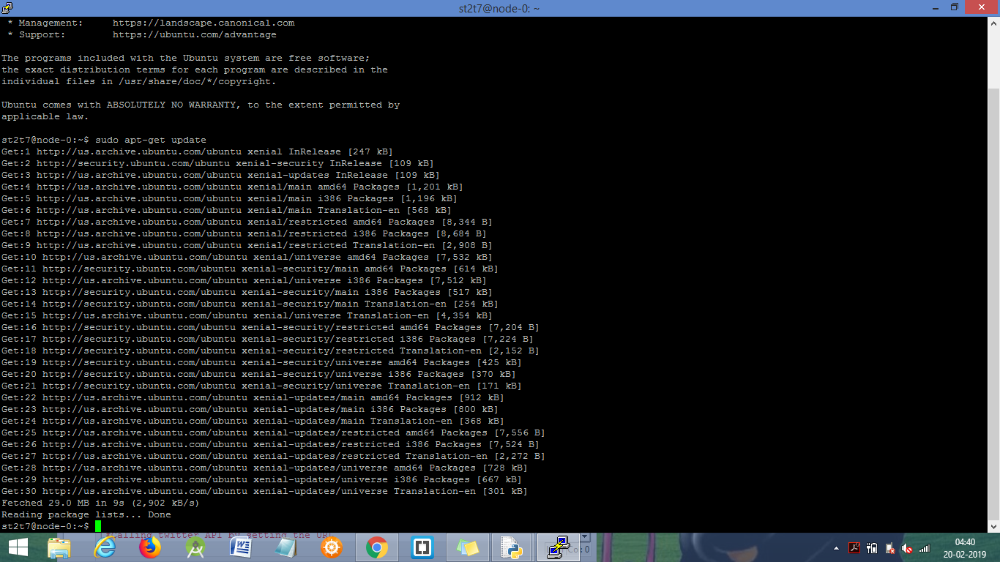 st2t7@node-0: ~
 * Management:     https://landscape.canonical.com
 * Support:        https://ubuntu.com/advantage
The programs included with the Ubuntu system are free software;
the exact distribution terms for each program are described in the
individual files in /usr/share/doc/*/copyright.
Ubuntu comes with ABSOLUTELY NO WARRANTY, to the extent permitted by
applicable law.
st2t7@node-0:~$ sudo apt-get update
Get:1 http://us.archive.ubuntu.com/ubuntu xenial InRelease [247 kB]
Get:2 http://security.ubuntu.com/ubuntu xenial-security InRelease [109 kB]
Get:3 http://us.archive.ubuntu.com/ubuntu xenial-updates InRelease [109 kB]
Get:4 http://us.archive.ubuntu.com/ubuntu xenial/main amd64 Packages [1,201 kB]
Get:5 http://us.archive.ubuntu.com/ubuntu xenial/main i386 Packages [1,196 kB]
Get:6 http://us.archive.ubuntu.com/ubuntu xenial/main Translation-en [568 kB]
Get:7 http://us.archive.ubuntu.com/ubuntu xenial/restricted amd64 Packages [8,344 B]
Get:8 http://us.archive.ubuntu.com/ubuntu xenial/restricted i386 Packages [8,684 B]
Get:9 http://us.archive.ubuntu.com/ubuntu xenial/restricted Translation-en [2,908 B]
Get:10 http://us.archive.ubuntu.com/ubuntu xenial/universe amd64 Packages [7,532 kB]
Get:11 http://security.ubuntu.com/ubuntu xenial-security/main amd64 Packages [614 kB]
Get:12 http://us.archive.ubuntu.com/ubuntu xenial/universe i386 Packages [7,512 kB]
Get:13 http://security.ubuntu.com/ubuntu xenial-security/main i386 Packages [517 kB]
Get:14 http://security.ubuntu.com/ubuntu xenial-security/main Translation-en [254 kB]
Get:15 http://us.archive.ubuntu.com/ubuntu xenial/universe Translation-en [4,354 kB]
Get:16 http://security.ubuntu.com/ubuntu xenial-security/restricted amd64 Packages [7,204 B]
Get:17 http://security.ubuntu.com/ubuntu xenial-security/restricted i386 Packages [7,224 B]
Get:18 http://security.ubuntu.com/ubuntu xenial-security/restricted Translation-en [2,152 B]
Get:19 http://security.ubuntu.com/ubuntu xenial-security/universe amd64 Packages [425 kB]
Get:20 http://security.ubuntu.com/ubuntu xenial-security/universe i386 Packages [370 kB]
Get:21 http://security.ubuntu.com/ubuntu xenial-security/universe Translation-en [171 kB]
Get:22 http://us.archive.ubuntu.com/ubuntu xenial-updates/main amd64 Packages [912 kB]
Get:23 http://us.archive.ubuntu.com/ubuntu xenial-updates/main i386 Packages [800 kB]
Get:24 http://us.archive.ubuntu.com/ubuntu xenial-updates/main Translation-en [368 kB]
Get:25 http://us.archive.ubuntu.com/ubuntu xenial-updates/restricted amd64 Packages [7,556 B]
Get:26 http://us.archive.ubuntu.com/ubuntu xenial-updates/restricted i386 Packages [7,524 B]
Get:27 http://us.archive.ubuntu.com/ubuntu xenial-updates/restricted Translation-en [2,272 B]
Get:28 http://us.archive.ubuntu.com/ubuntu xenial-updates/universe amd64 Packages [728 kB]
Get:29 http://us.archive.ubuntu.com/ubuntu xenial-updates/universe i386 Packages [667 kB]
Get:30 http://us.archive.ubuntu.com/ubuntu xenial-updates/universe Translation-en [301 kB]
Fetched 29.0 MB in 9s (2,902 kB/s)
Reading package lists... Done
st2t7@node-0:~$
#Calling twitter API by setting the URL
Co: 0
04:40
20-02-2019